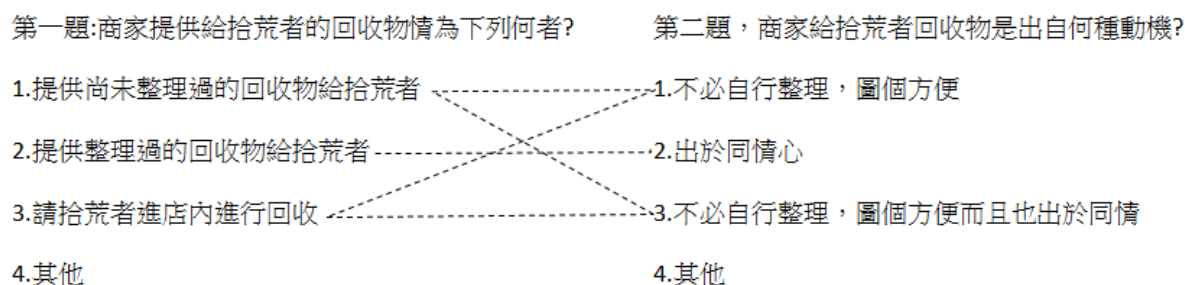 第一題:商家提供給拾荒者的回收物情為下列何者?
1.提供尚未整理過的回收物給拾荒者
2.提供整理過的回收物給拾荒者
3.請拾荒者進店內進行回收
4.其他
第二題，商家給拾荒者回收物是出自何種動機?
1.不必自行整理，圖個方便
2.出於同情心
3.不必自行整理，圖個方便而且也出於同情
4.其他